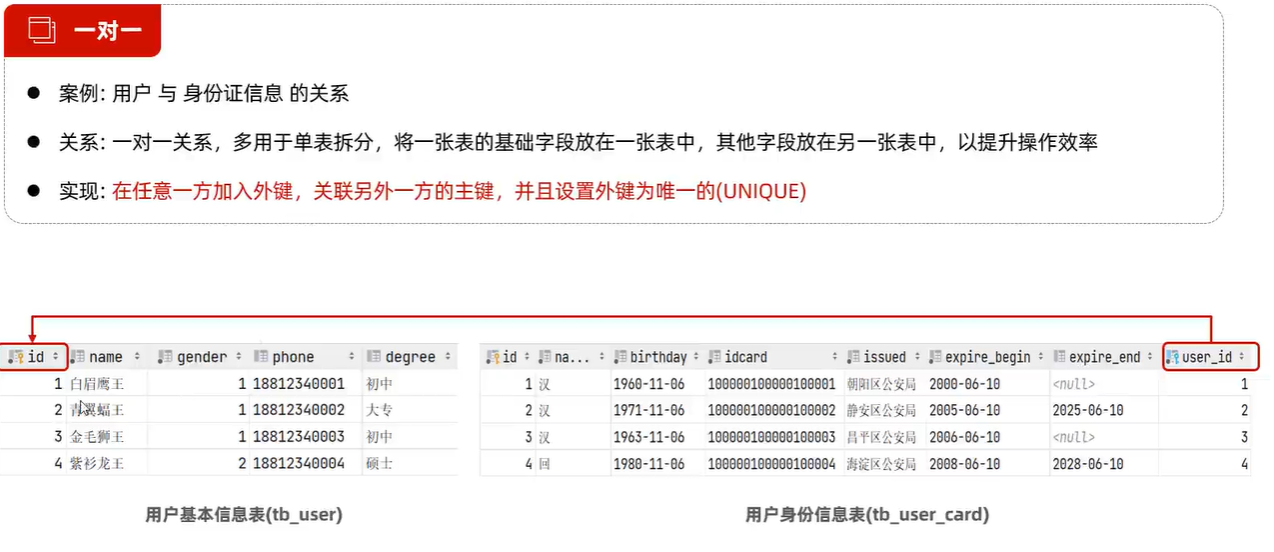 一对一
● 案例: 用户 与 身份证信息 的关系
● 关系: 一对一关系，多用于单表拆分，将一张表的基础字段放在一张表中，其他字段放在另一张表中，以提升操作效率
● 实现: 在任意一方加入外键，关联另外一方的主键，并且设置外键为唯一的(UNIQUE)
id name gender phone degree
1 白眉鹰王 1 18812340001 初中
2 青翼蝠王 1 18812340002 大专
3 金毛狮王 1 18812340003 初中
4 紫衫龙王 2 18812340004 硕士
用户基本信息表(tb_user)
id na... birthday idcard issued expire_begin expire_end user_id
1 汉 1960-11-06 100000100000100001 朝阳区公安局 2000-06-10 <null> 1
2 汉 1971-11-06 100000100000100002 静安区公安局 2005-06-10 2025-06-10 2
3 汉 1963-11-06 100000100000100003 昌平区公安局 2006-06-10 <null> 3
4 回 1980-11-06 100000100000100004 海淀区公安局 2008-06-10 2028-06-10 4
用户身份信息表(tb_user_card)